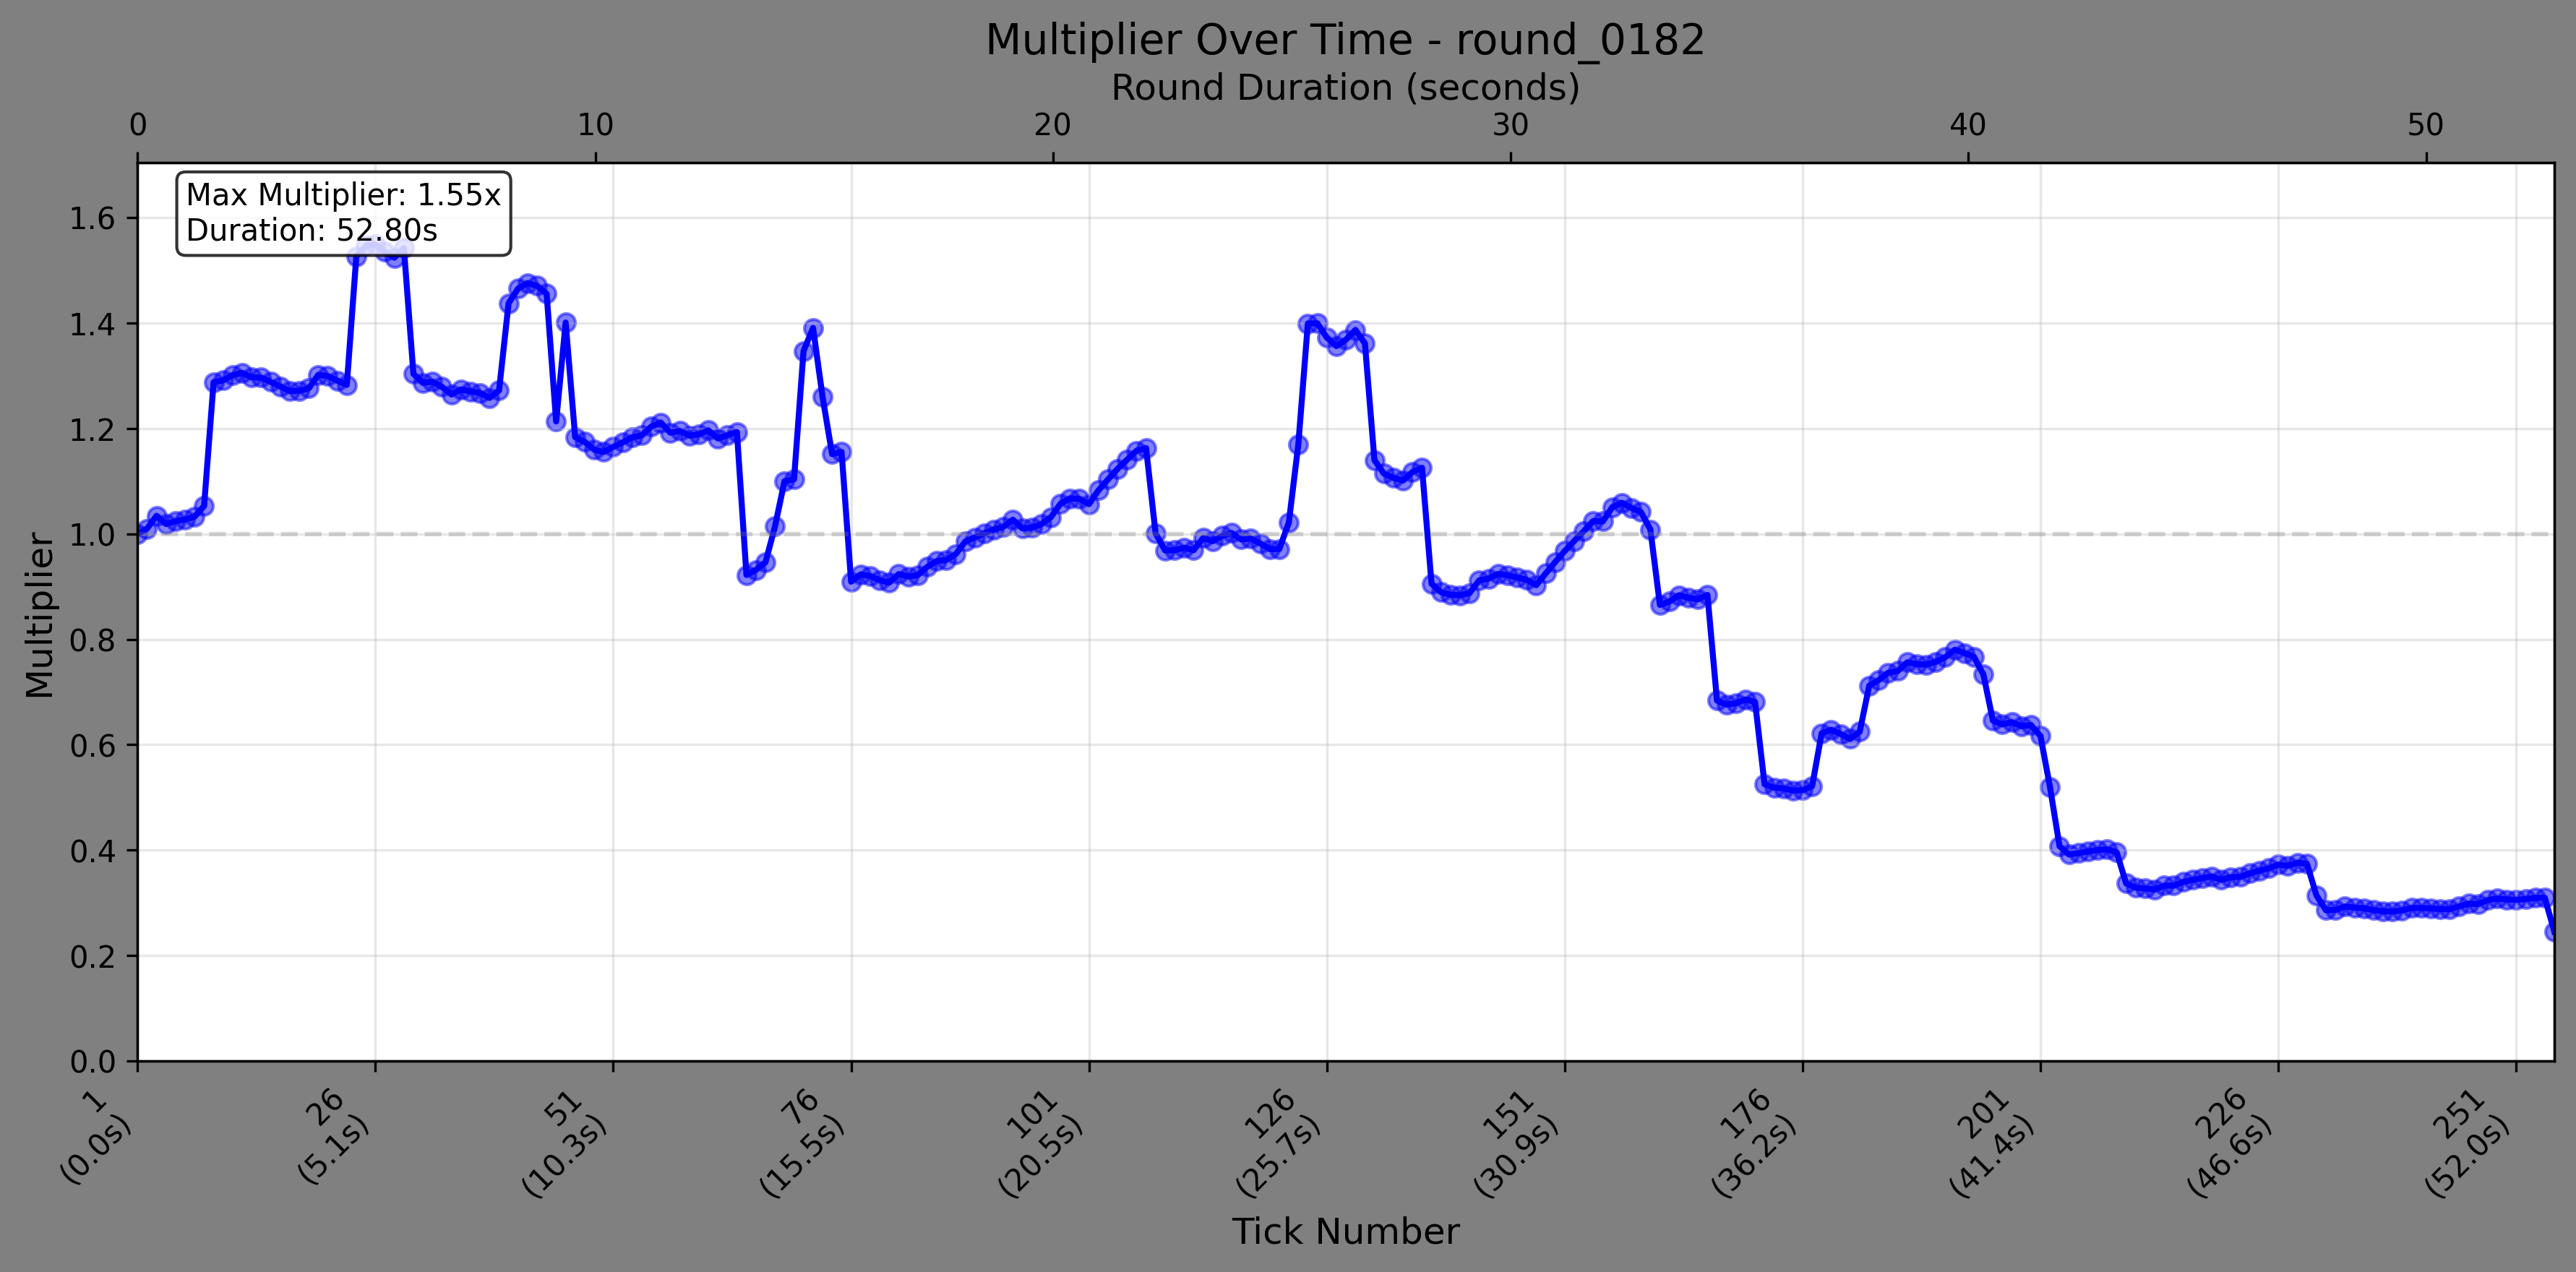 Multiplier Over Time - round_0182
Round Duration (seconds)
0 10 20 30 40 50
Max Multiplier: 1.55x
Duration: 52.80s
1.6
1.4
1.2
1.0
0.8
0.6
0.4
0.2
0.0
Multiplier
1 26 51 76 101 126 151 176 201 226 251
(0.0s) (5.1s) (10.3s) (15.5s) (20.5s) (25.7s) (30.9s) (36.2s) (41.4s) (46.6s) (52.0s)
Tick Number